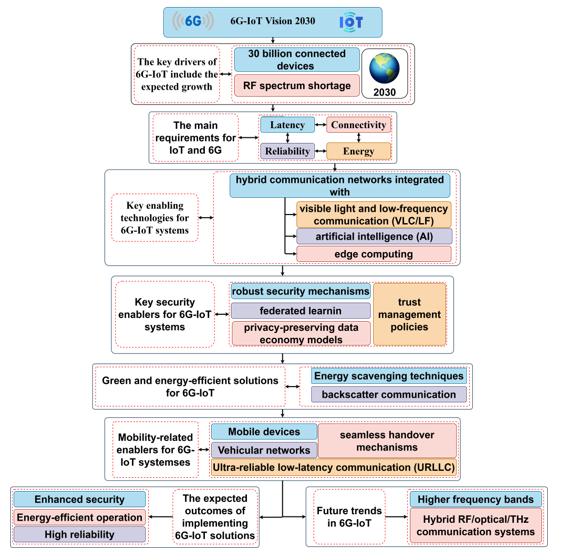 6G
6G-IoT Vision 2030
IoT
The key drivers of
6G-IoT include the
expected growth
30 billion connected
devices
RF spectrum shortage
2030
The main
requirements for
IoT and 6G
Latency
Connectivity
Reliability
Energy
Key enabling
technologies for
6G-IoT systems
hybrid communication networks integrated
with
visible light and low-frequency
communication (VLC/LF)
artificial intelligence (AI)
edge computing
Key security
enablers for 6G-IoT
systems
robust security mechanisms
federated learnin
privacy-preserving data
economy models
trust
management
policies
Green and energy-efficient solutions
for 6G-IoT
Energy scavenging techniques
backscatter communication
Mobility-related
enablers for 6G-
IoT systemses
Mobile devices
Vehicular networks
seamless handover
mechanisms
Ultra-reliable low-latency communication (URLLC)
Enhanced security
Energy-efficient operation
High reliability
The expected
outcomes of
implementing
6G-IoT solutions
Future trends
in 6G-IoT
Higher frequency bands
Hybrid RF/optical/THz
communication systems